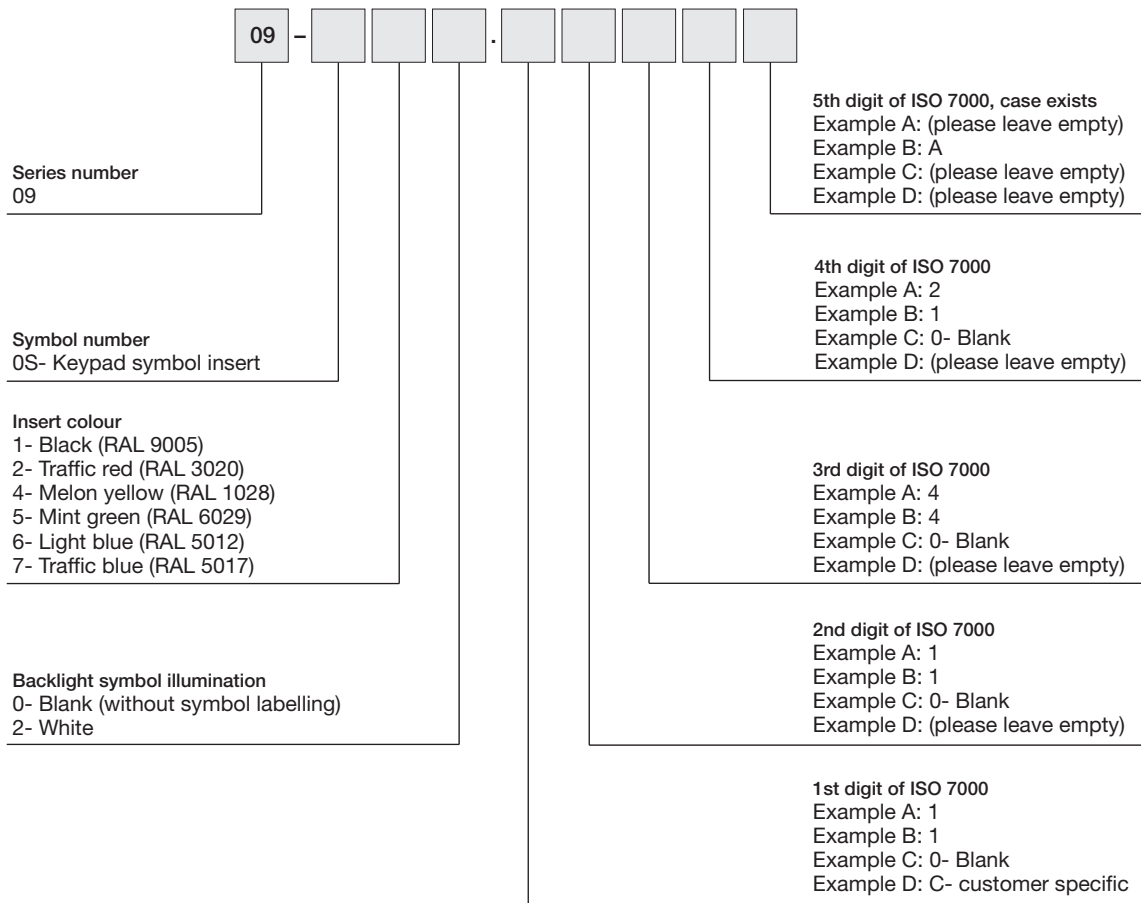 09 – .
Series number
09
Symbol number
0S- Keypad symbol insert
Insert colour
1- Black (RAL 9005)
2- Traffic red (RAL 3020)
4- Melon yellow (RAL 1028)
5- Mint green (RAL 6029)
6- Light blue (RAL 5012)
7- Traffic blue (RAL 5017)
Backlight symbol illumination
0- Blank (without symbol labelling)
2- White
5th digit of ISO 7000, case exists
Example A: (please leave empty)
Example B: A
Example C: (please leave empty)
Example D: (please leave empty)
4th digit of ISO 7000
Example A: 2
Example B: 1
Example C: 0- Blank
Example D: (please leave empty)
3rd digit of ISO 7000
Example A: 4
Example B: 4
Example C: 0- Blank
Example D: (please leave empty)
2nd digit of ISO 7000
Example A: 1
Example B: 1
Example C: 0- Blank
Example D: (please leave empty)
1st digit of ISO 7000
Example A: 1
Example B: 1
Example C: 0- Blank
Example D: C- customer specific